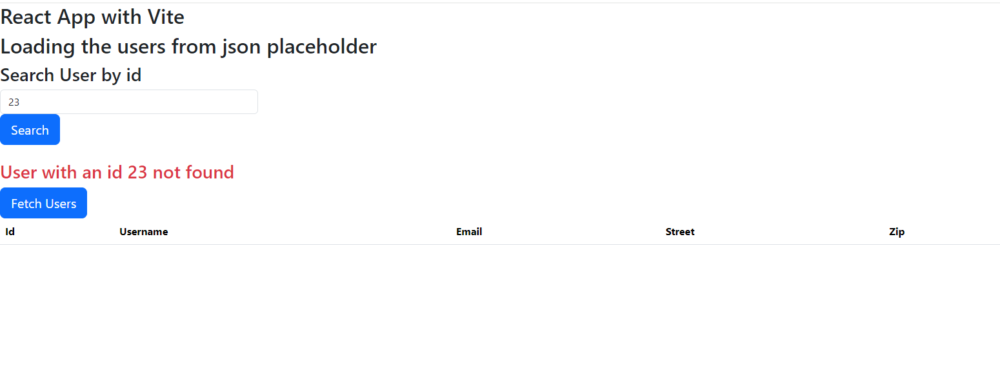 React App with Vite
Loading the users from json placeholder
Search User by id
23
Search
User with an id 23 not found
Fetch Users
Id Username Email Street Zip